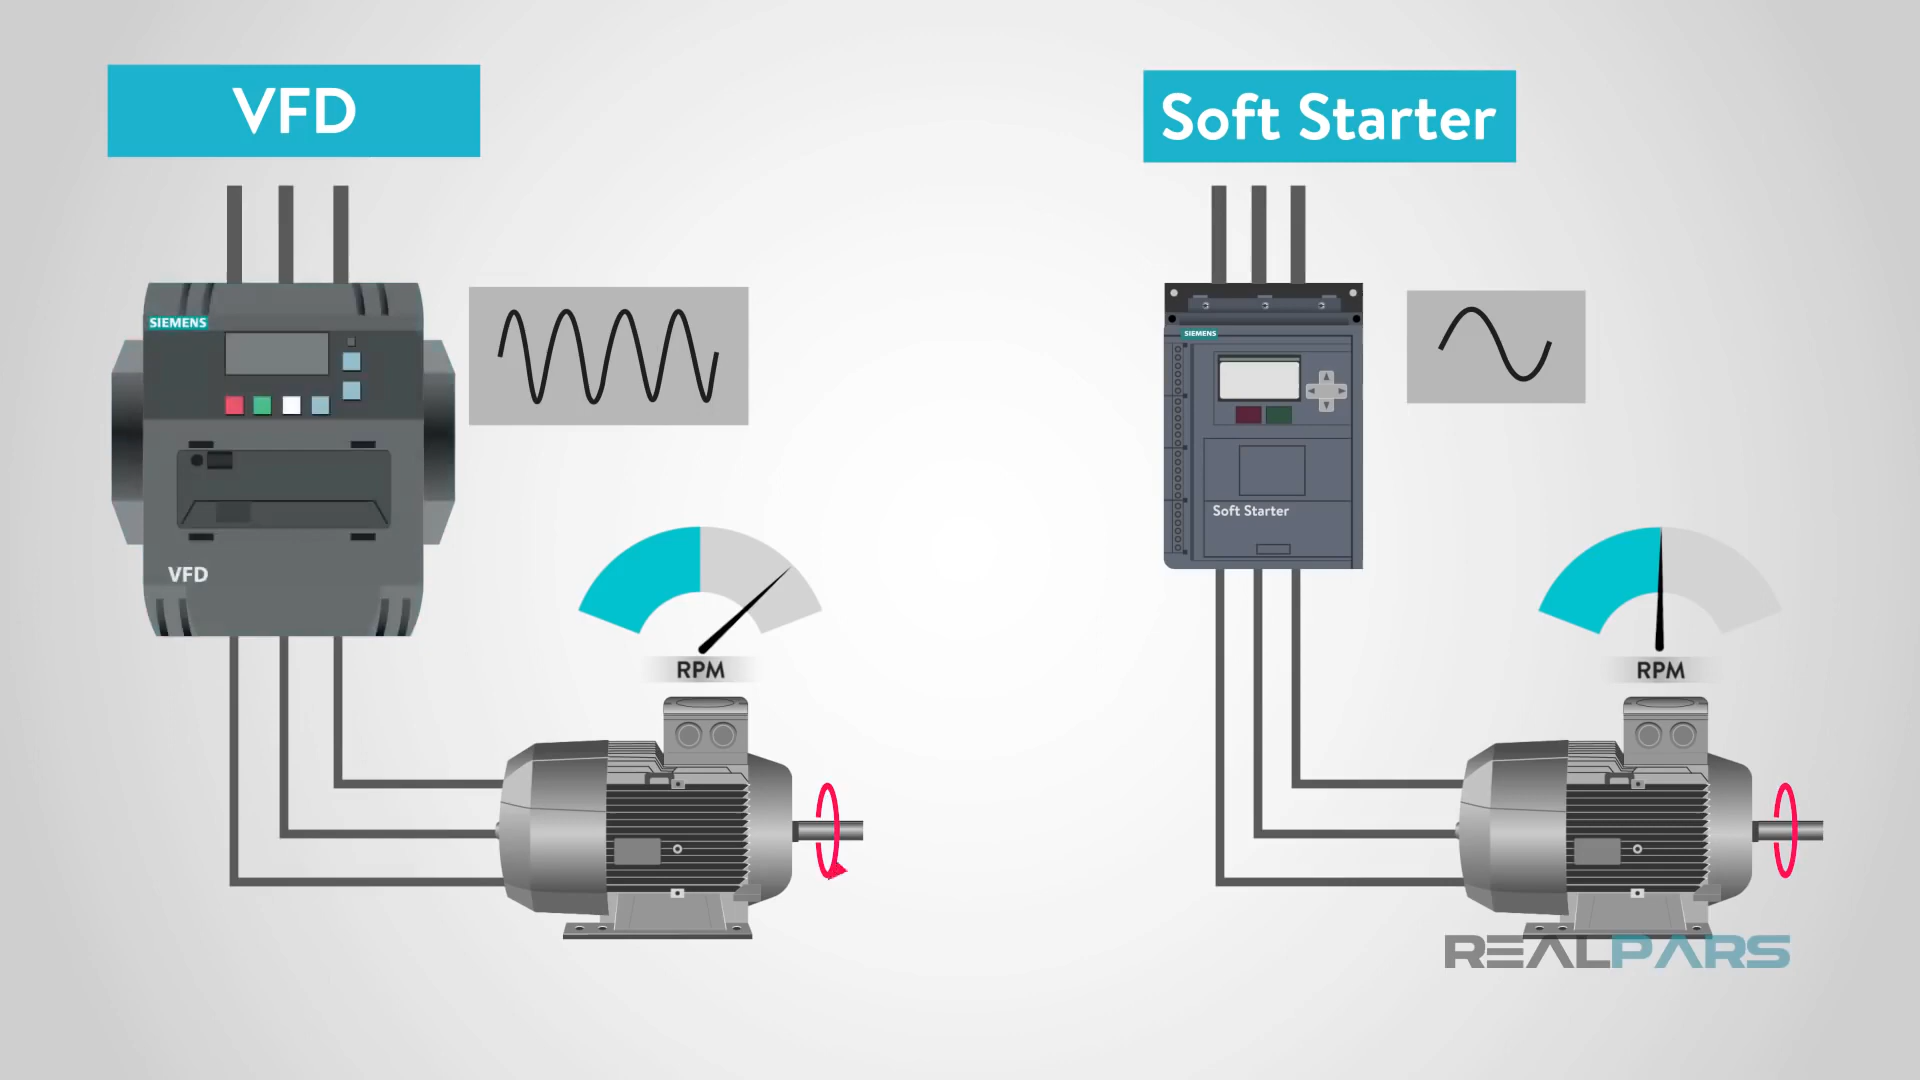 VFD
Soft Starter
SIEMENS
VFD
RPM
SIEMENS
Soft Starter
RPM
REALPARS